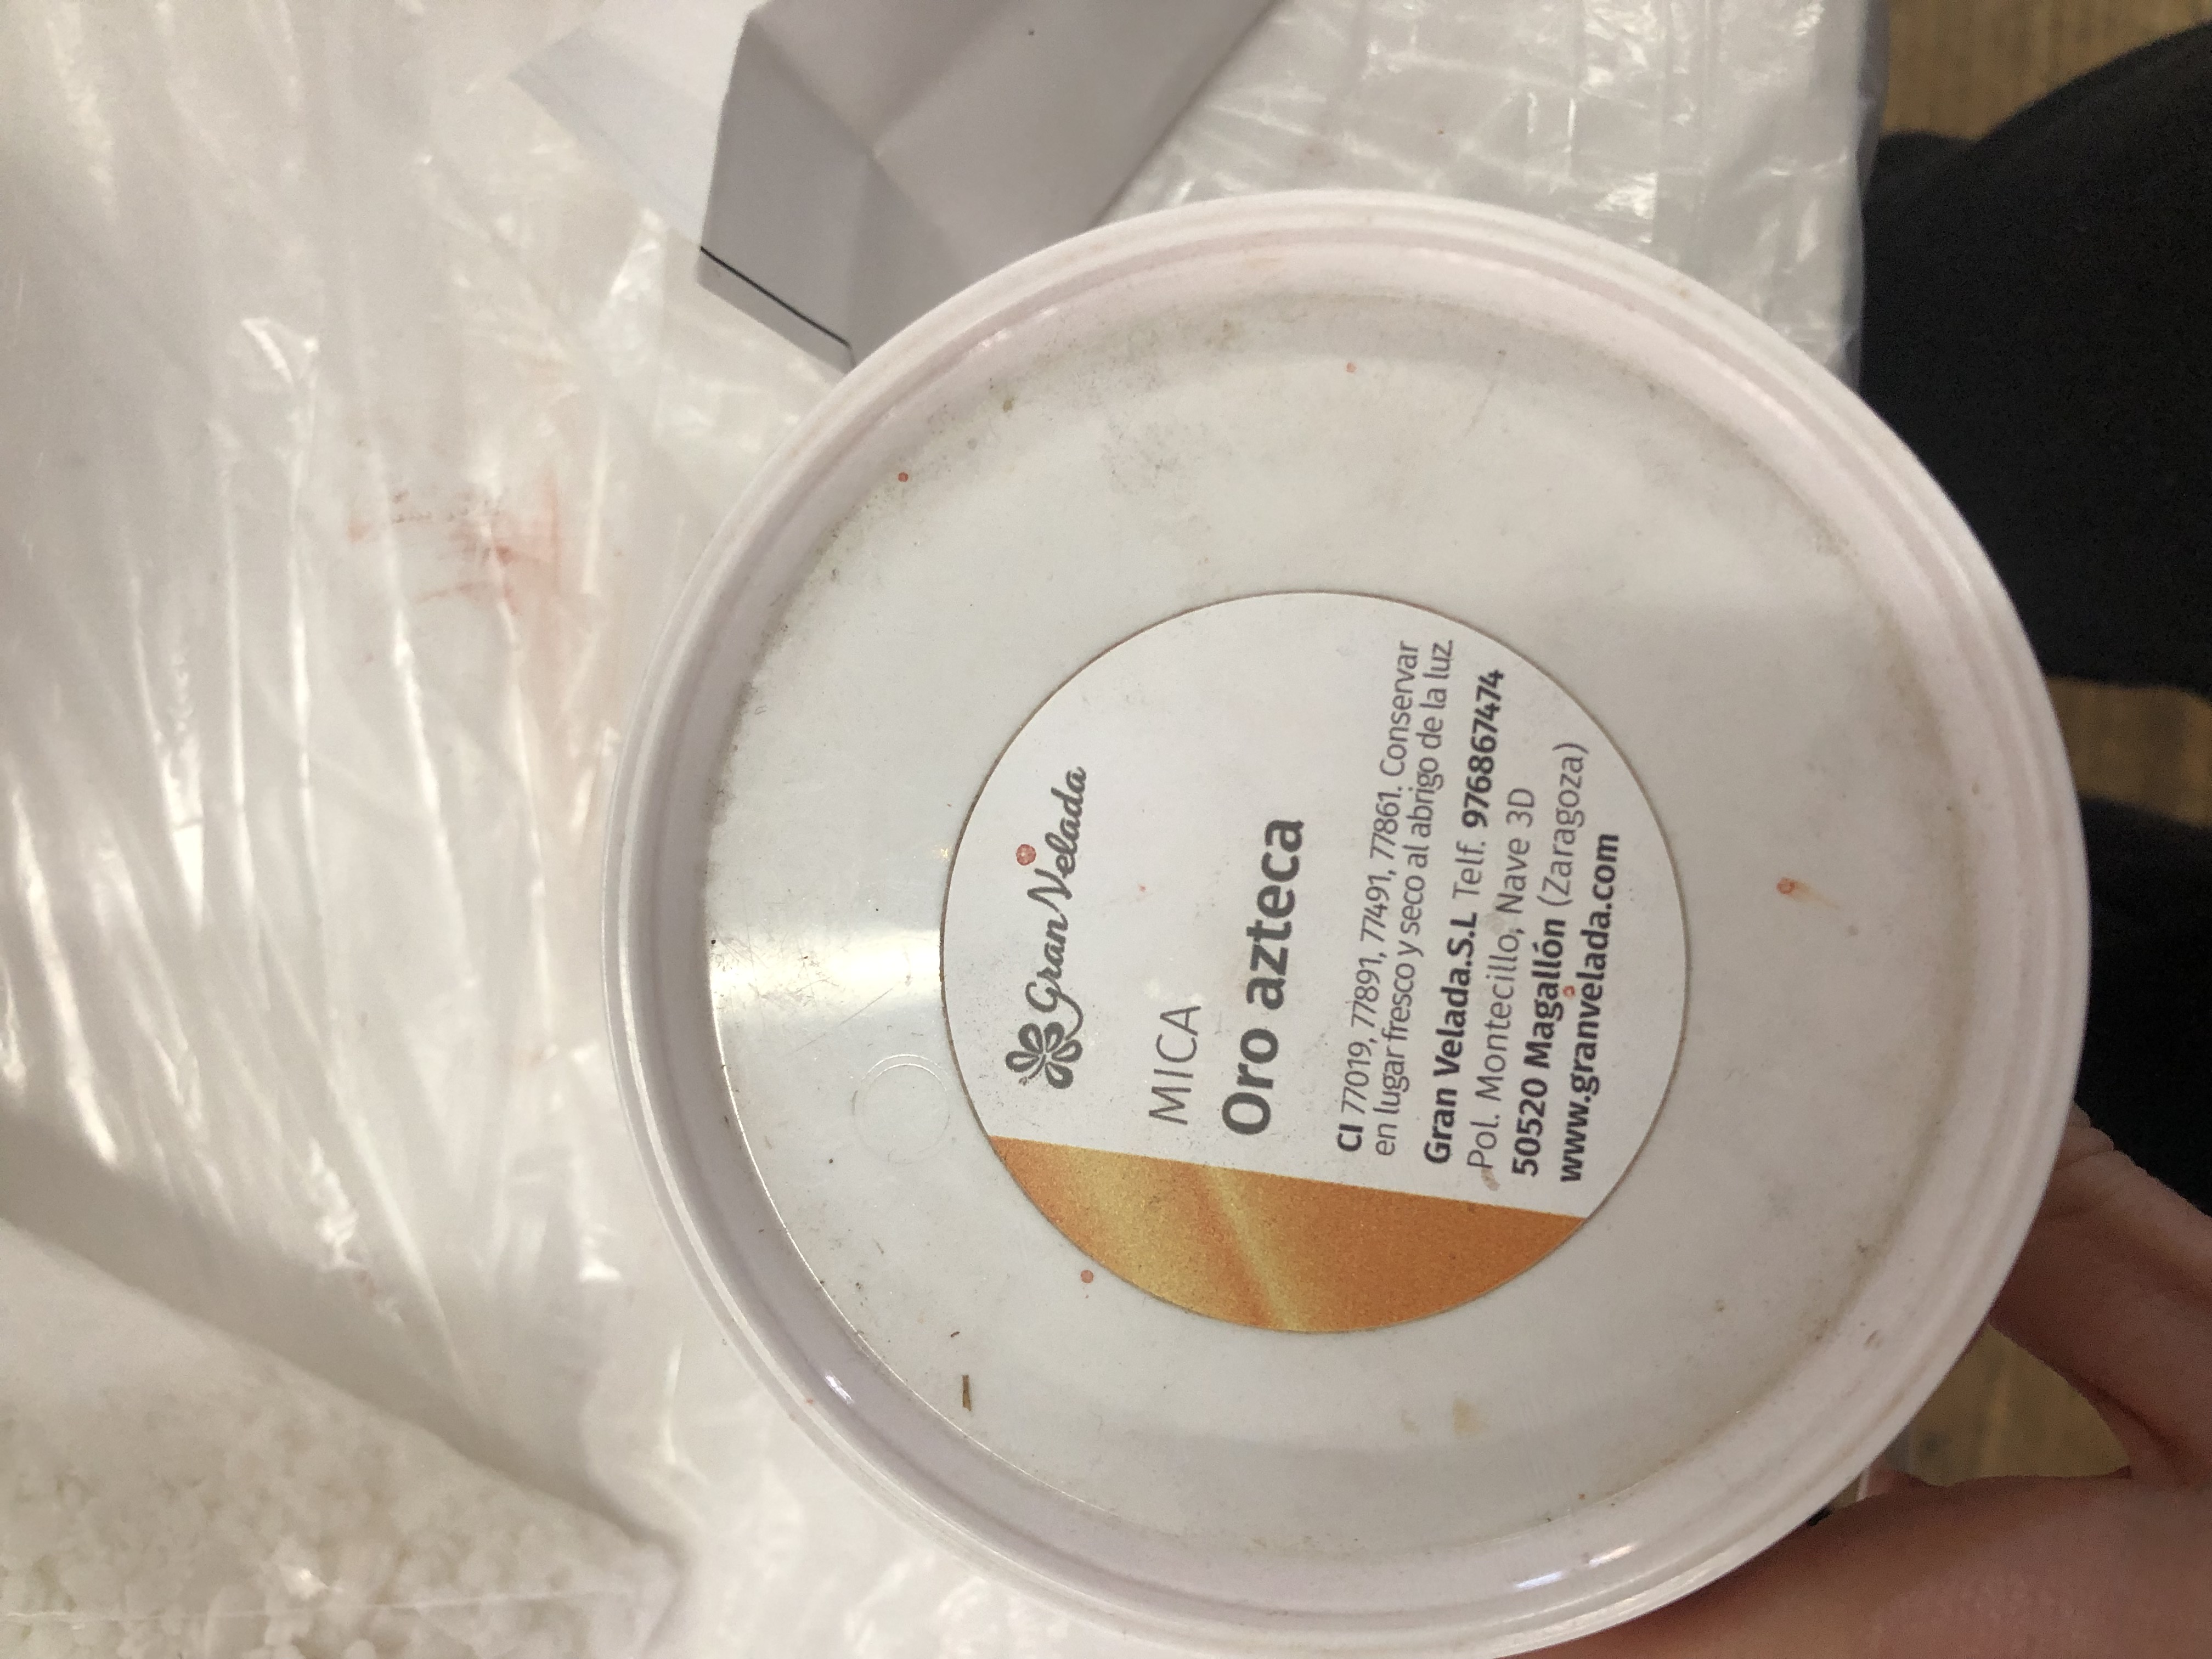 Gran Velada
MICA
Oro azteca
CI 77019, 77891, 77491, 77861. Conservar
en lugar fresco y seco al abrigo de la luz.
Gran Velada.S.L Telf. 976867474
Pol. Montecillo, Nave 3D
50520 Magallón (Zaragoza)
www.granvelada.com